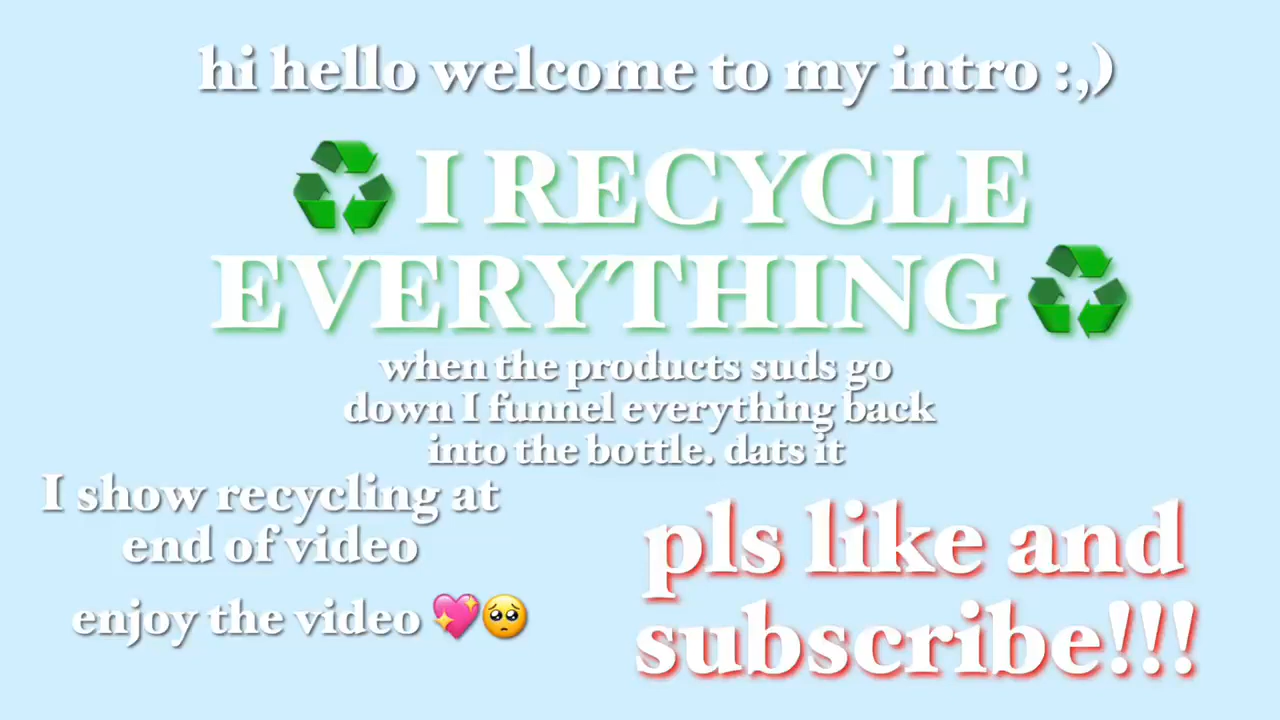 hi hello welcome to my intro :,)
♻️ I RECYCLE
EVERYTHING ♻️
when the products suds go
down I funnel everything back
into the bottle. dats it
I show recycling at
end of video
enjoy the video 💖🥺
pls like and
subscribe!!!